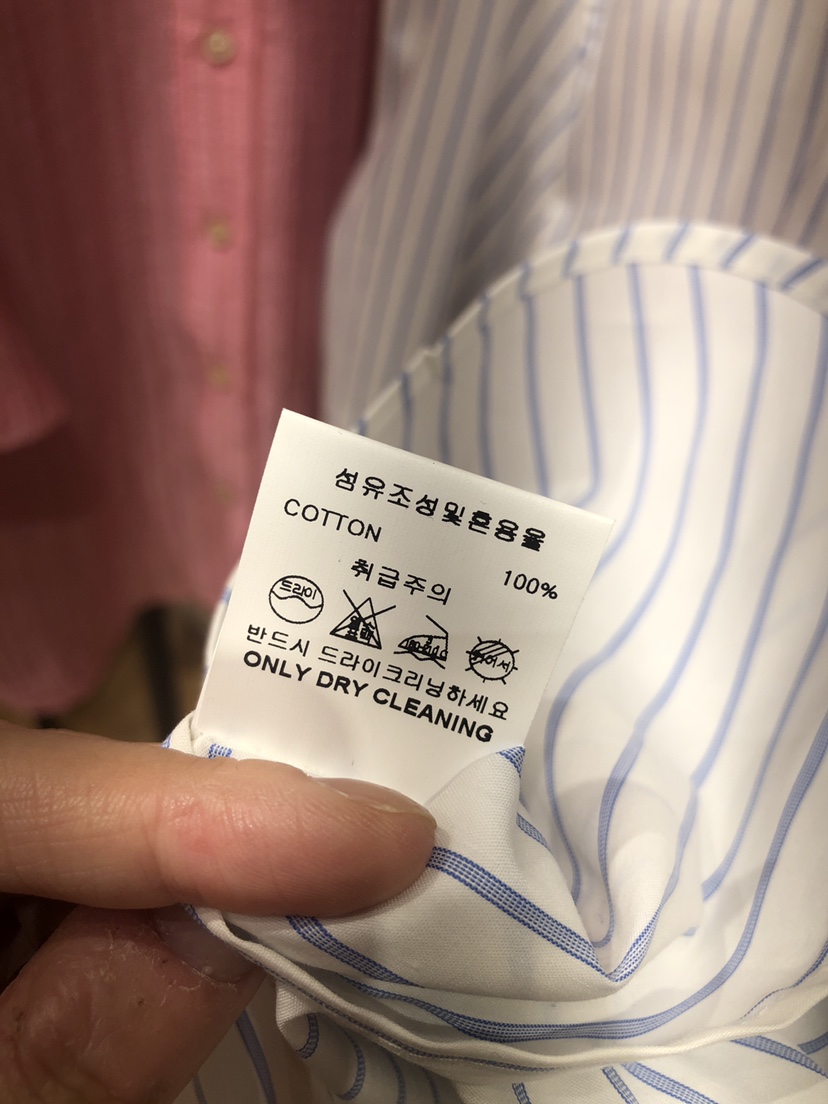 섬유조성및혼용율
COTTON
100%
취급주의
드라이
반드시 드라이크리닝하세요
ONLY DRY CLEANING